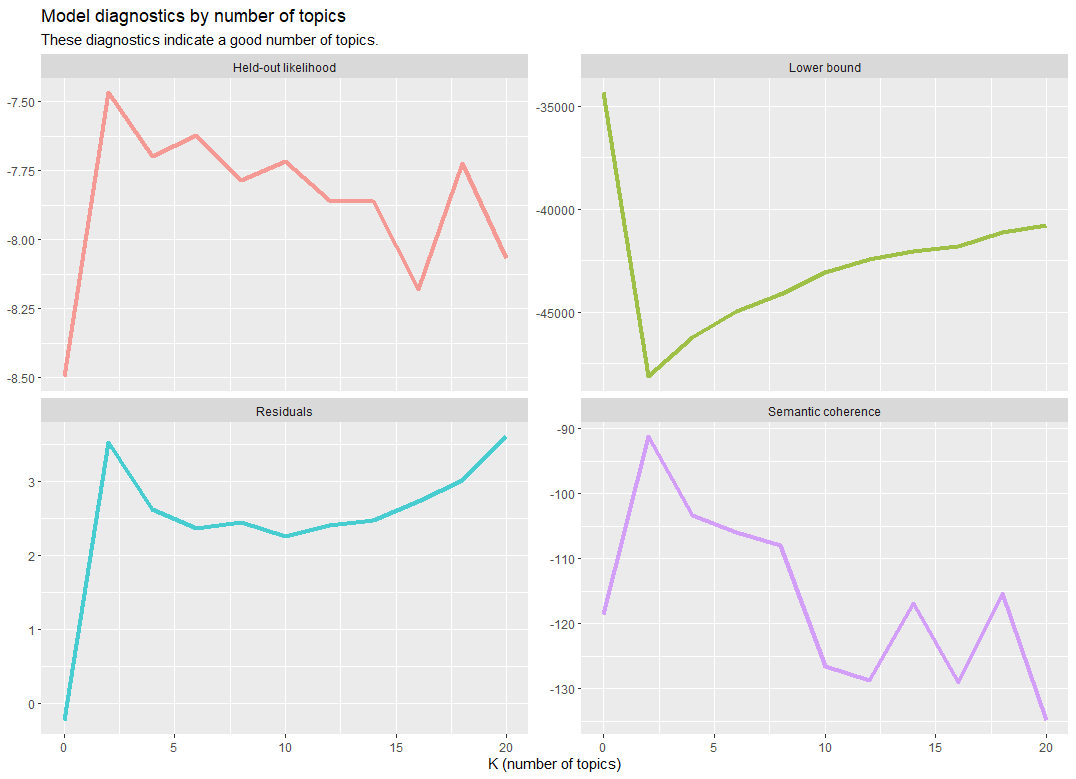 Model diagnostics by number of topics
These diagnostics indicate a good number of topics.
Held-out likelihood
-7.50
-7.75
-8.00
-8.25
-8.50
Lower bound
-35000
-40000
-45000
Residuals
3
2
1
0
0 5 10 15 20
Semantic coherence
-90
-100
-110
-120
-130
0 5 10 15 20
K (number of topics)